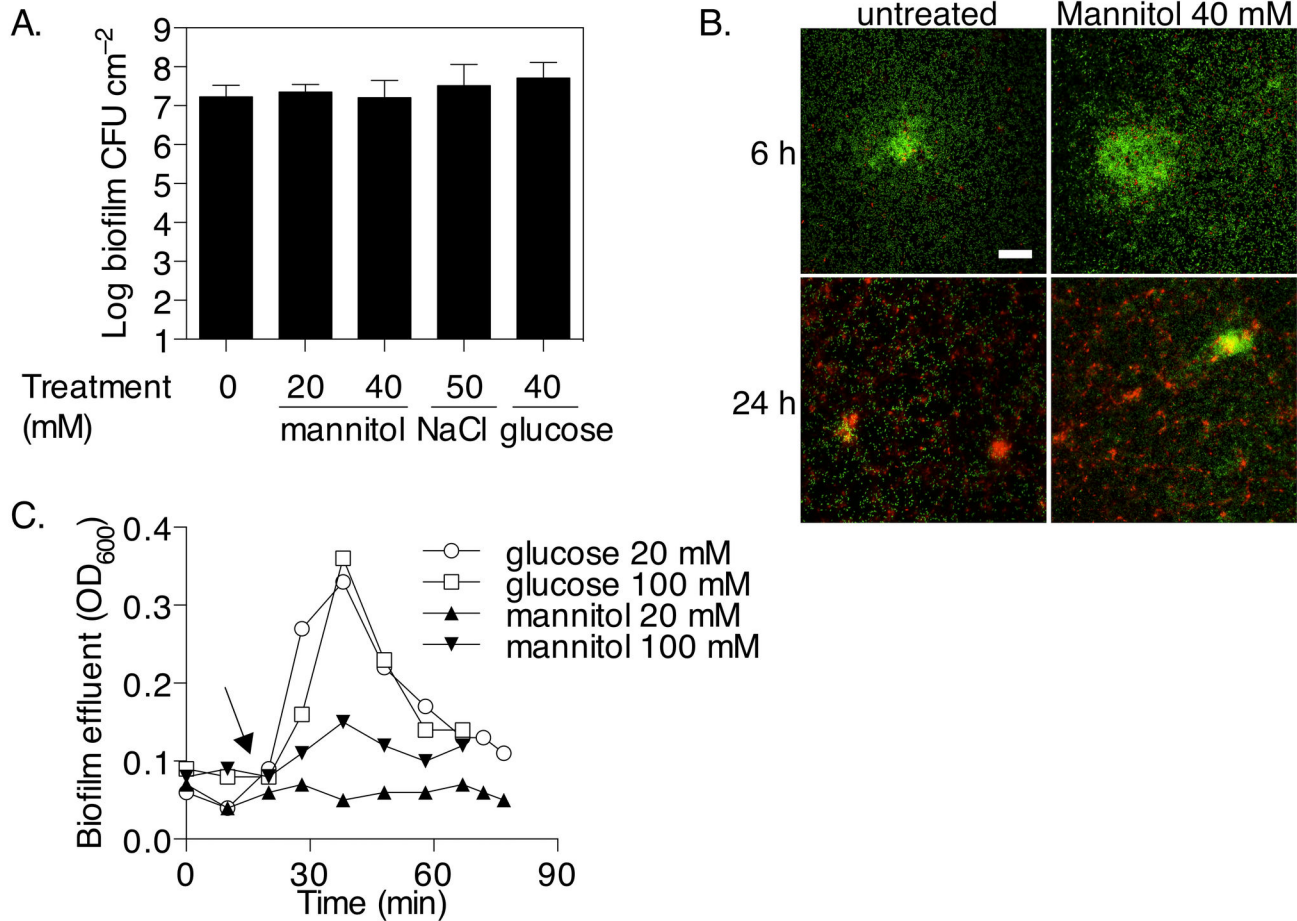 A.
Log biofilm CFU cm⁻²
9
8
7
6
5
4
3
2
1
Treatment (mM)
0 20 40 50 40
mannitol NaCl glucose
B.
untreated Mannitol 40 mM
6 h
24 h
C.
Biofilm effluent (OD₆₀₀)
0.4
0.3
0.2
0.1
0.0
0 30 60 90
Time (min)
glucose 20 mM
glucose 100 mM
mannitol 20 mM
mannitol 100 mM